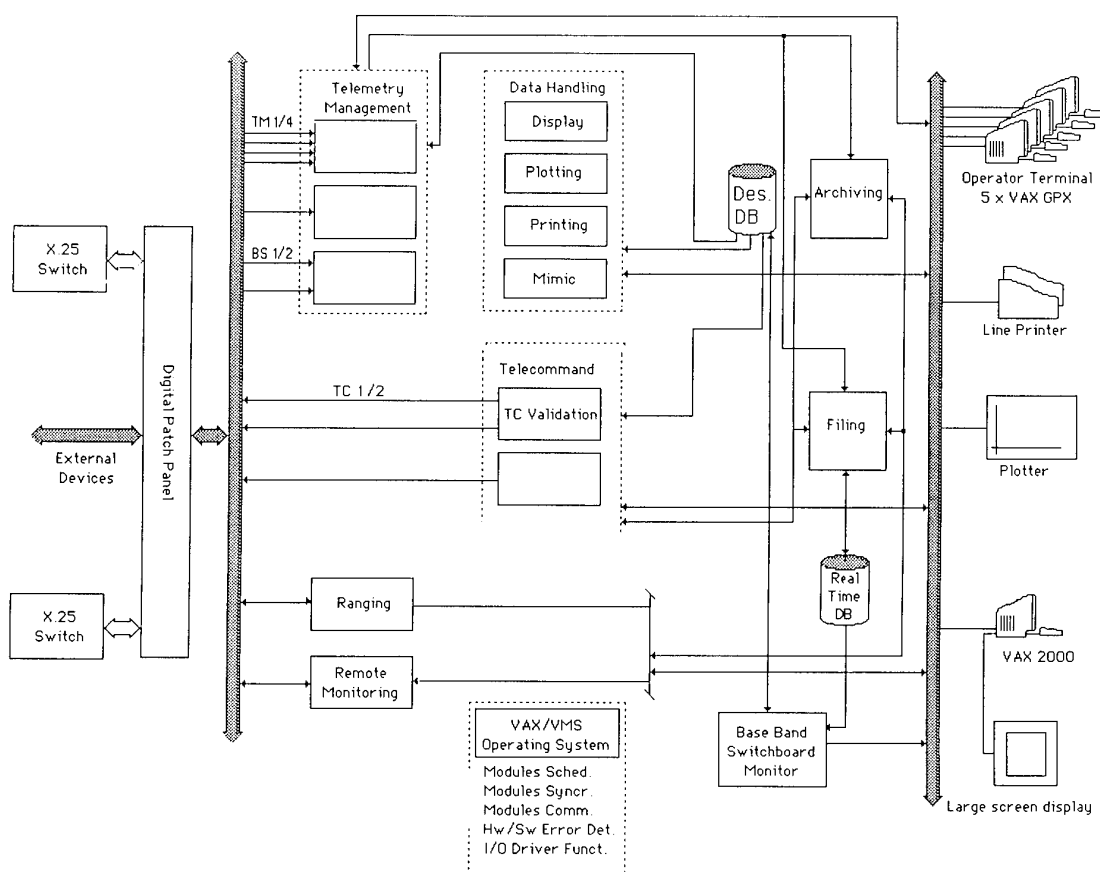 Telemetry
Management
TM 1/4
BS 1/2
Data Handling
Display
Plotting
Printing
Mimic
Des.
DB
Archiving
Operator Terminal
5 x VAX GPX
X.25
Switch
Digital Patch Panel
External
Devices
X.25
Switch
Line Printer
Telecommand
TC 1/2
TC Validation
Filing
Plotter
Real
Time
DB
Ranging
Remote
Monitoring
VAX 2000
VAX/VMS
Operating System
Modules Sched.
Modules Syncr.
Modules Comm.
Hw/Sw Error Det.
I/O Driver Funct.
Base Band
Switchboard
Monitor
Large screen display